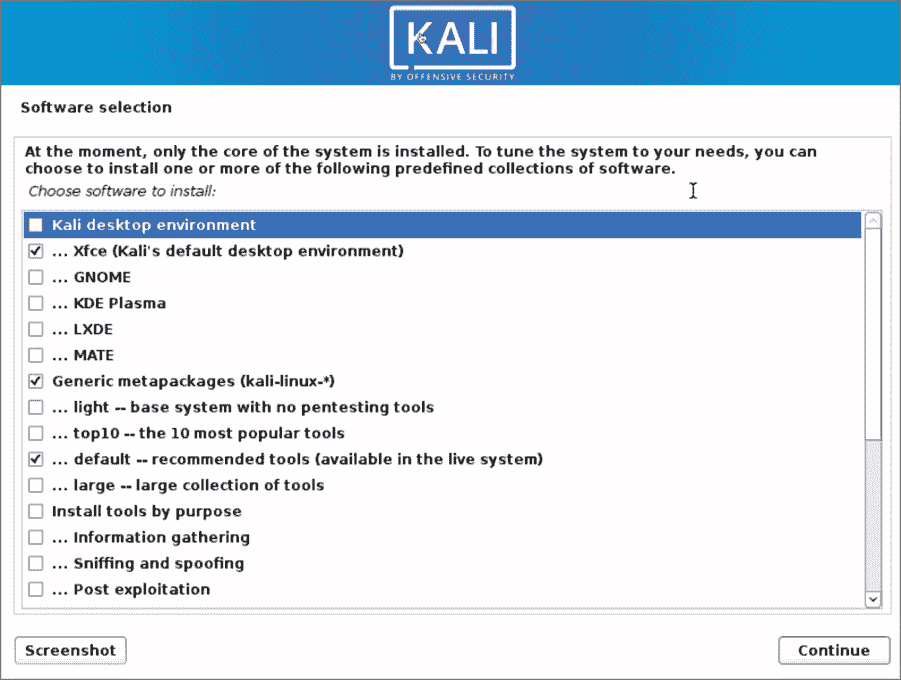 KALI
BY OFFENSIVE SECURITY
Software selection
At the moment, only the core of the system is installed. To tune the system to your needs, you can
choose to install one or more of the following predefined collections of software.
Choose software to install:
Kali desktop environment
... Xfce (Kali's default desktop environment)
... GNOME
... KDE Plasma
... LXDE
... MATE
Generic metapackages (kali-linux-*)
... light -- base system with no pentesting tools
... top10 -- the 10 most popular tools
... default -- recommended tools (available in the live system)
... large -- large collection of tools
Install tools by purpose
... Information gathering
... Sniffing and spoofing
... Post exploitation
Screenshot
Continue